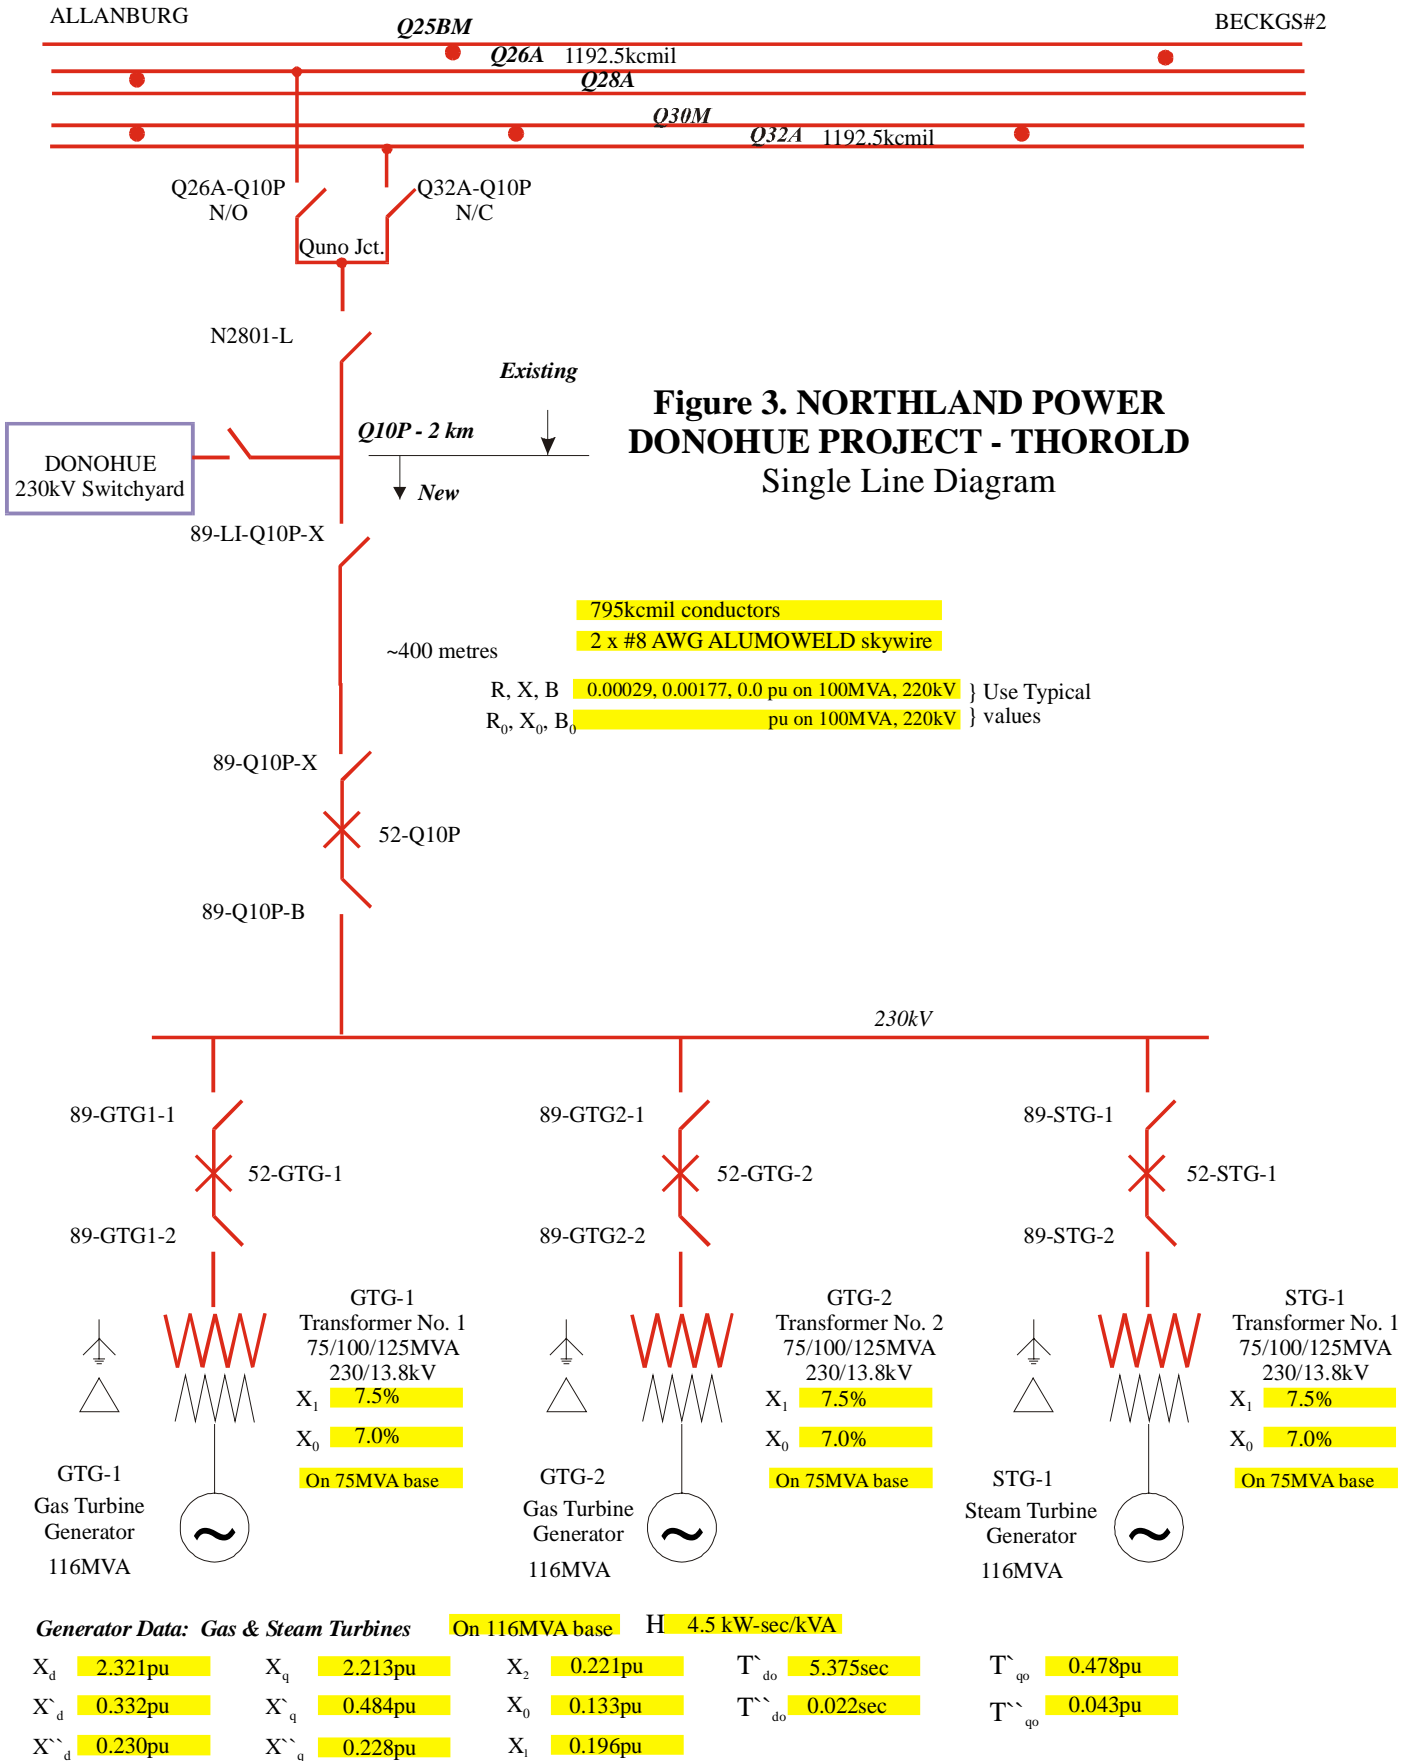 ALLANBURG
BECKGS#2
Q25BM
Q26A 1192.5kcmil
Q28A
Q30M
Q32A 1192.5kcmil
Q26A-Q10P
N/O
Q32A-Q10P
N/C
Quno Jct.
N2801-L
Existing
Figure 3. NORTHLAND POWER
DONOHUE PROJECT - THOROLD
Single Line Diagram
Q10P - 2 km
New
DONOHUE
230kV Switchyard
89-LI-Q10P-X
795kcmil conductors
2 x #8 AWG ALUMOWELD skywire
~400 metres
R, X, B 0.00029, 0.00177, 0.0 pu on 100MVA, 220kV } Use Typical
R₀, X₀, B₀ pu on 100MVA, 220kV } values
89-Q10P-X
52-Q10P
89-Q10P-B
230kV
89-GTG1-1
89-GTG2-1
89-STG-1
52-GTG-1
52-GTG-2
52-STG-1
89-GTG1-2
89-GTG2-2
89-STG-2
GTG-1
Transformer No. 1
75/100/125MVA
230/13.8kV
X₁ 7.5%
X₀ 7.0%
On 75MVA base
GTG-2
Transformer No. 2
75/100/125MVA
230/13.8kV
X₁ 7.5%
X₀ 7.0%
On 75MVA base
STG-1
Transformer No. 1
75/100/125MVA
230/13.8kV
X₁ 7.5%
X₀ 7.0%
On 75MVA base
GTG-1
Gas Turbine
Generator
116MVA
GTG-2
Gas Turbine
Generator
116MVA
STG-1
Steam Turbine
Generator
116MVA
Generator Data: Gas & Steam Turbines On 116MVA base H 4.5 kW-sec/kVA
X_d 2.321pu X_q 2.213pu X₂ 0.221pu T`_do 5.375sec T`_qo 0.478pu
X`_d 0.332pu X`_q 0.484pu X₀ 0.133pu T``_do 0.022sec T``_qo 0.043pu
X``_d 0.230pu X``_q 0.228pu X_l 0.196pu